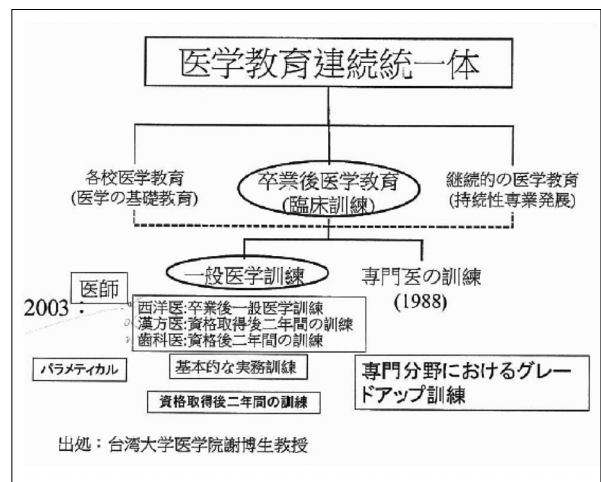 医学教育連続統一体
各校医学教育
(医学の基礎教育)
卒業後医学教育
(臨床訓練)
継続的の医学教育
(持続性専業発展)
一般医学訓練
専門医の訓練
(1988)
医師
2003：
西洋医:卒業後一般医学訓練
漢方医:資格取得後二年間の訓練
歯科医:資格後二年間の訓練
パラメティカル
基本的な実務訓練
専門分野におけるグレー
ドアップ訓練
資格取得後二年間の訓練
出処：台湾大学医学院謝博生教授